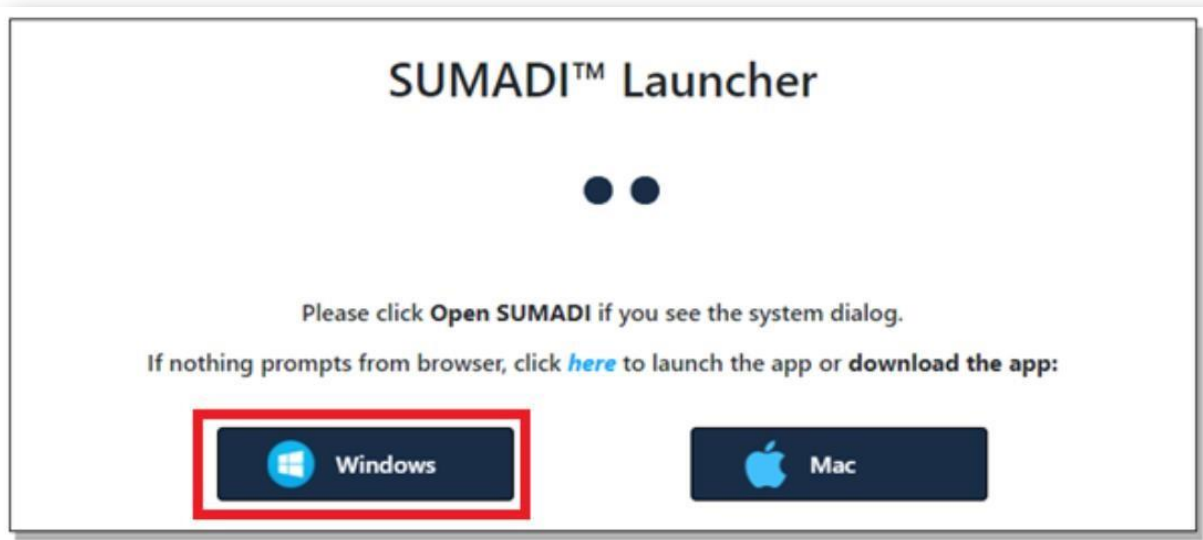 SUMADI™ Launcher
Please click Open SUMADI if you see the system dialog.
If nothing prompts from browser, click here to launch the app or download the app:
Windows
Mac